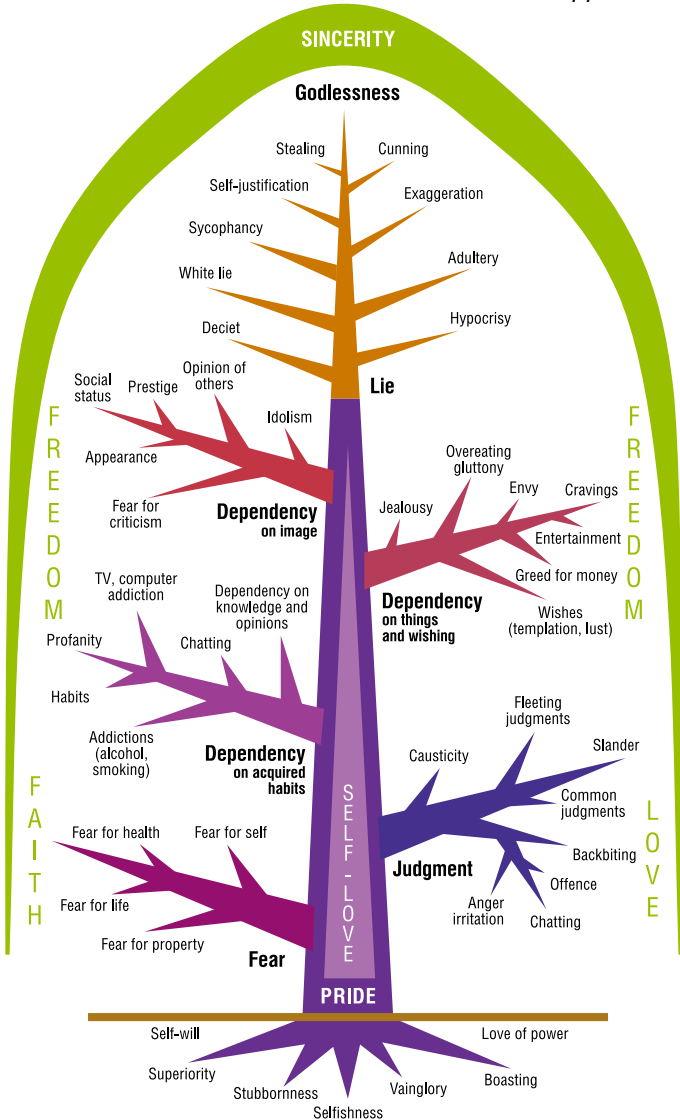 SINCERITY
Godlessness
Stealing
Cunning
Self-justification
Exaggeration
Sycophancy
Adultery
White lie
Hypocrisy
Deciet
Lie
Social
status
Prestige
Opinion of
others
Idolism
Appearance
Fear for
criticism
Dependency
on image
FREEDOM
FREEDOM
Overeating
gluttony
Jealousy
Envy
Cravings
Entertainment
Greed for money
Wishes
(templation, lust)
Dependency
on things
and wishing
TV, computer
addiction
Dependency on
knowledge and
opinions
Profanity
Chatting
Habits
Addictions
(alcohol,
smoking)
Dependency
on acquired
habits
Fleeting
judgments
Slander
Causticity
Common
judgments
Backbiting
Offence
Anger
irritation
Chatting
Judgment
FAITH
LOVE
Fear for health
Fear for self
Fear for life
Fear for property
Fear
SELF-LOVE
PRIDE
Self-will
Love of power
Superiority
Boasting
Stubbornness
Vainglory
Selfishness